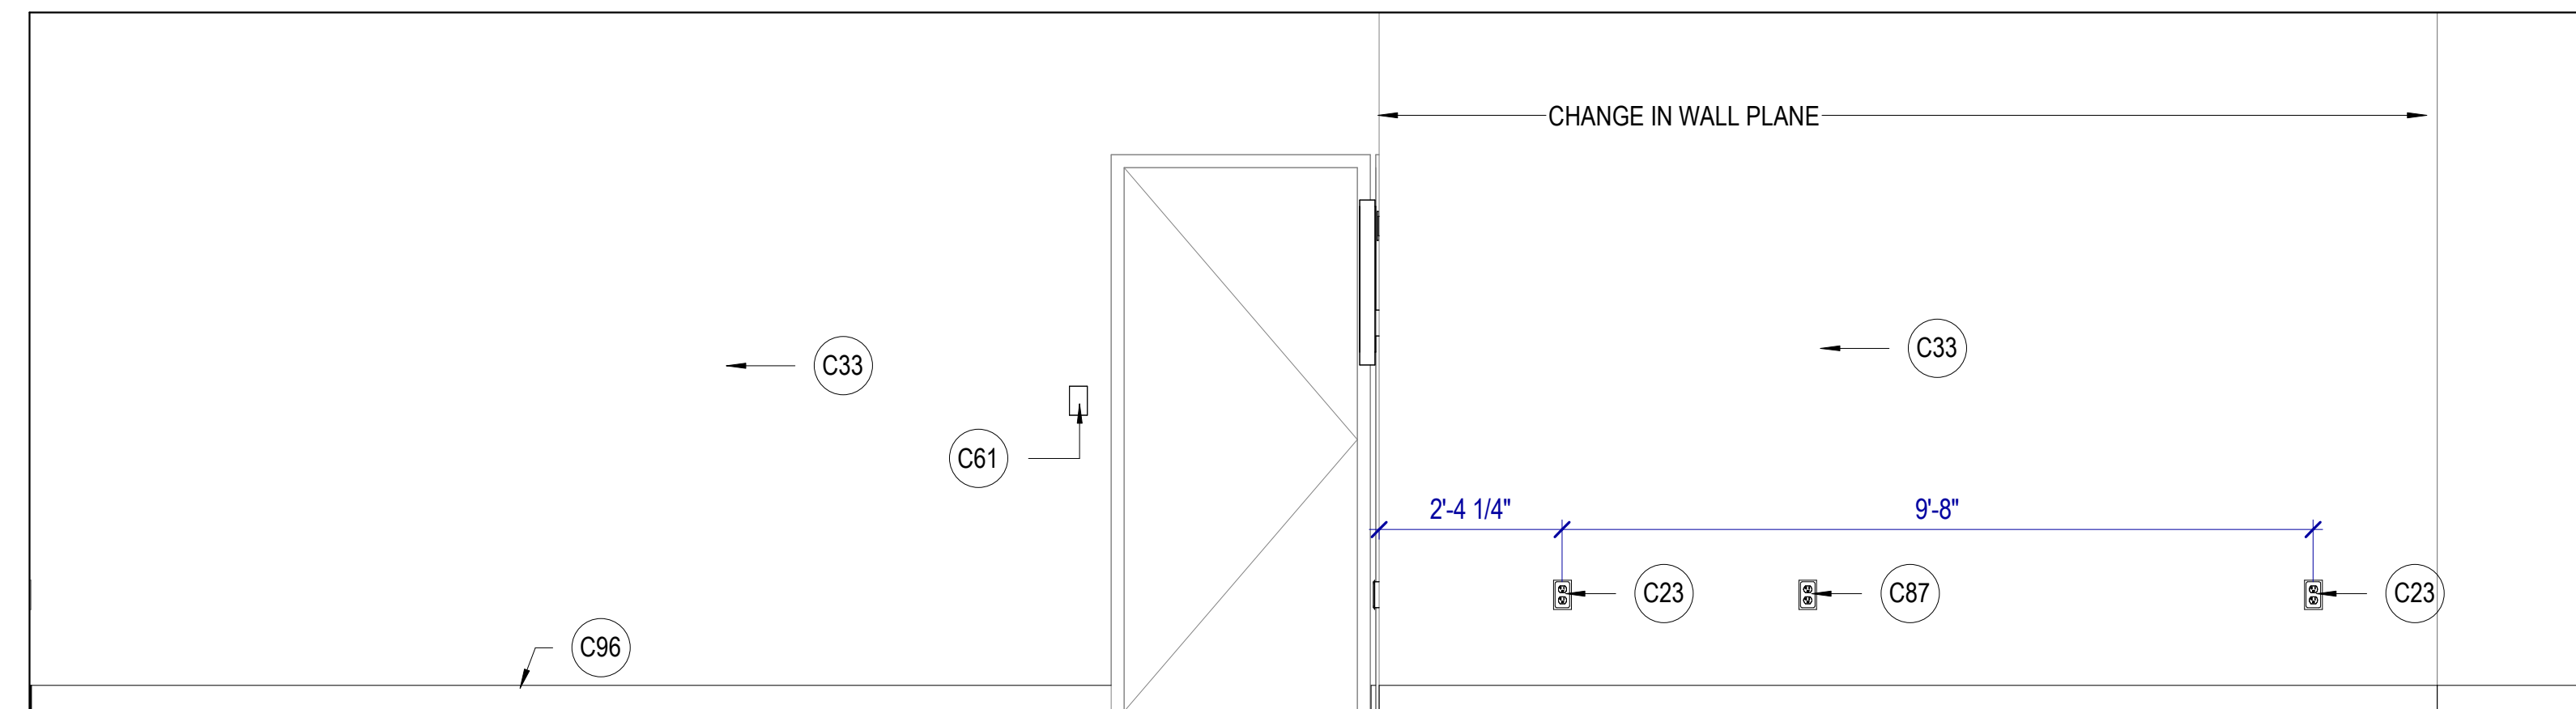 CHANGE IN WALL PLANE
C33
C33
C61
2'-4 1/4"
9'-8"
C23
C87
C23
C96